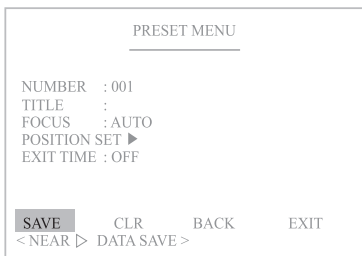 PRESET MENU
NUMBER : 001
TITLE :
FOCUS : AUTO
POSITION SET ▶
EXIT TIME : OFF
SAVE CLR BACK EXIT
< NEAR ▷ DATA SAVE >